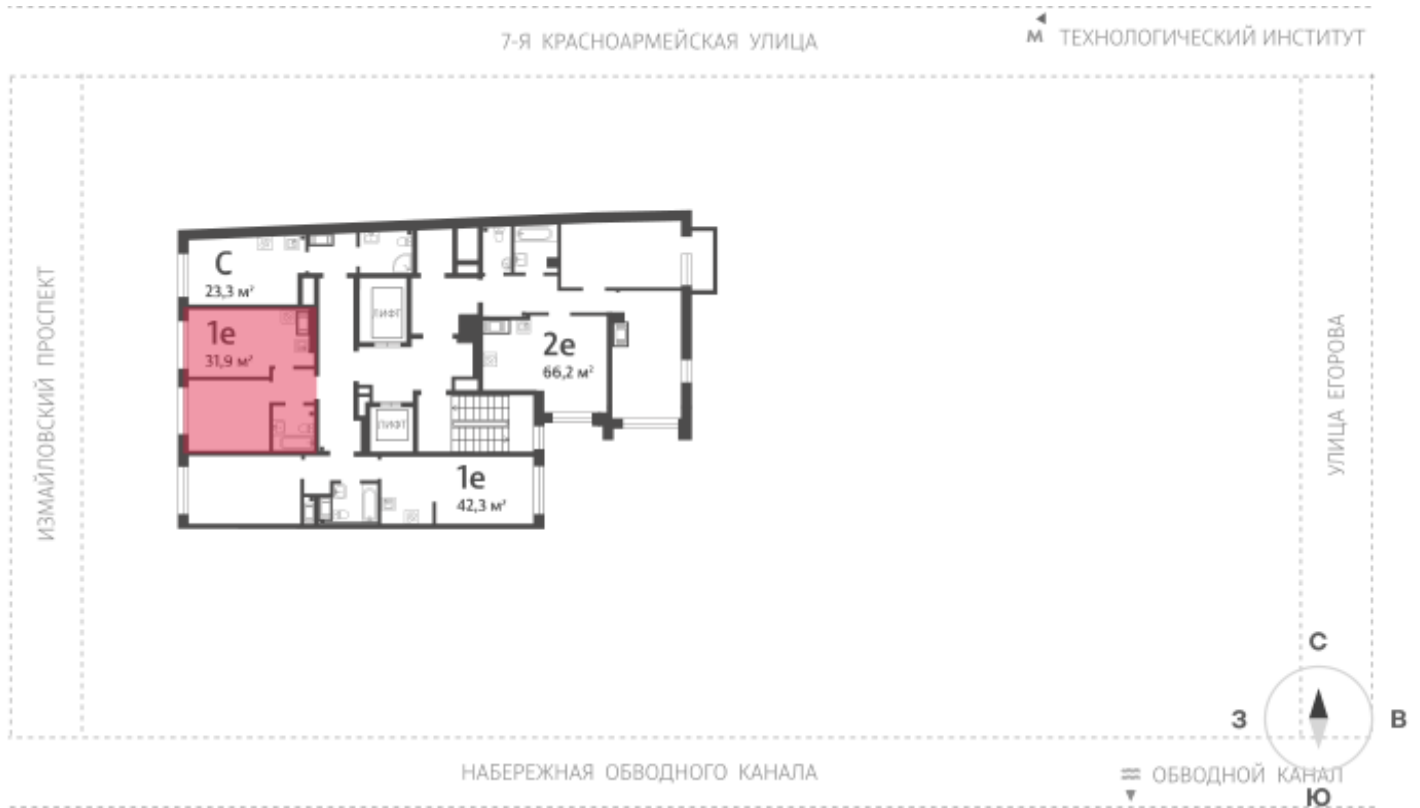 7-Я КРАСНОАРМЕЙСКАЯ УЛИЦА
М ТЕХНОЛОГИЧЕСКИЙ ИНСТИТУТ
ИЗМАЙЛОВСКИЙ ПРОСПЕКТ
С
23,3 м²
1е
31,9 м²
ЛИФТ
2е
66,2 м²
ЛИФТ
1е
42,3 м²
УЛИЦА ЕГОРОВА
С
З
В
Ю
НАБЕРЕЖНАЯ ОБВОДНОГО КАНАЛА
ОБВОДНОЙ КАНАЛ